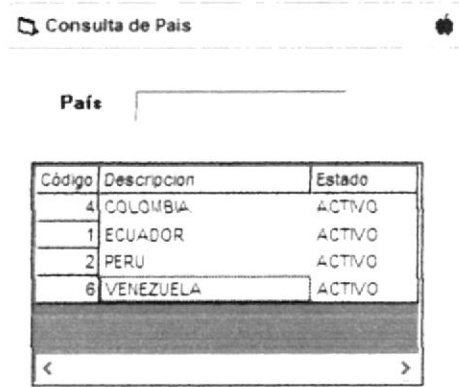 Consulta de Pais
País
Código Descripcion Estado
4 COLOMBIA ACTIVO
1 ECUADOR ACTIVO
2 PERU ACTIVO
6 VENEZUELA ACTIVO